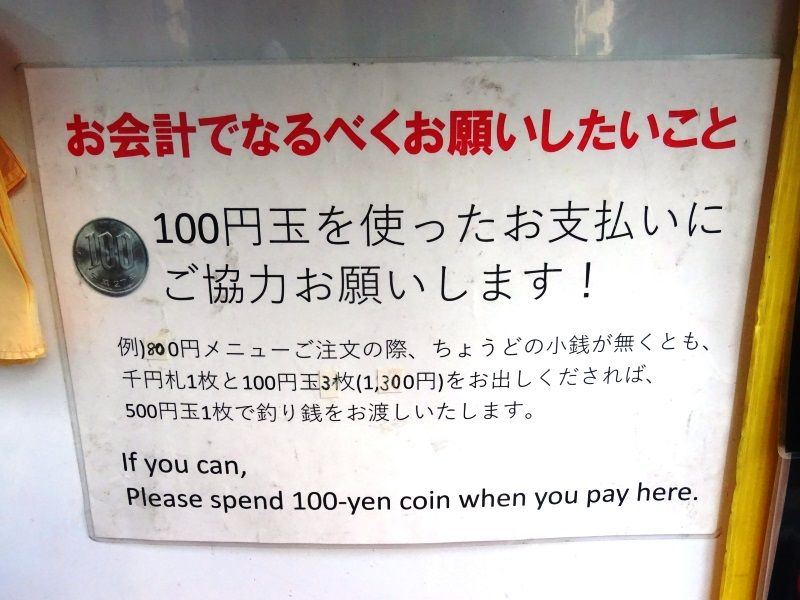 お会計でなるべくお願いしたいこと
100円玉を使ったお支払いに
ご協力お願いします！
例)800円メニューご注文の際、ちょうどの小銭が無くとも、
千円札1枚と100円玉3枚(1,300円)をお出しくだされば、
500円玉1枚で釣り銭をお渡しいたします。
If you can,
Please spend 100-yen coin when you pay here.
100